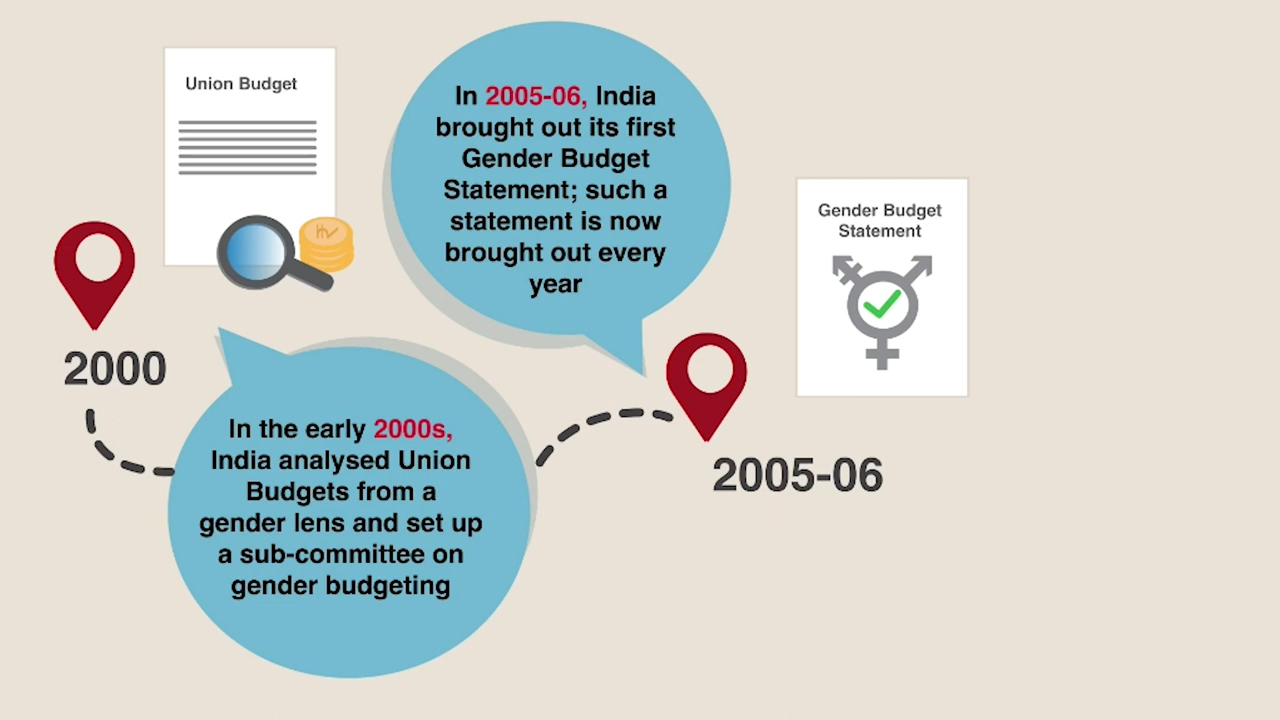 Union Budget
2000
In the early 2000s,
India analysed Union
Budgets from a
gender lens and set up
a sub-committee on
gender budgeting
In 2005-06, India
brought out its first
Gender Budget
Statement; such a
statement is now
brought out every
year
Gender Budget
Statement
2005-06